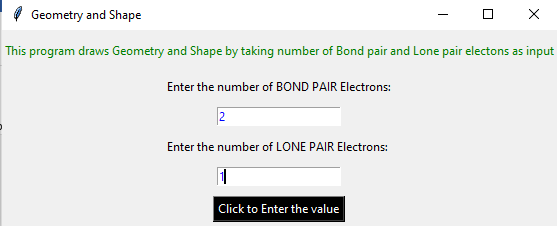 Geometry and Shape
This program draws Geometry and Shape by taking number of Bond pair and Lone pair electons as input
Enter the number of BOND PAIR Electrons:
2
Enter the number of LONE PAIR Electrons:
1
Click to Enter the value